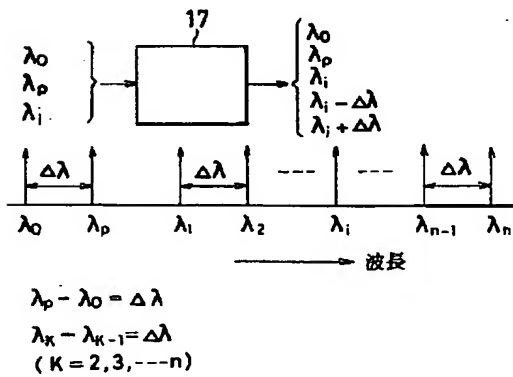 17
λ0
λp
λi
λ0
λp
λi
λi − Δλ
λi + Δλ
Δλ Δλ --- --- Δλ
λ0 λp λ1 λ2 λi λn-1 λn
波長
λp − λ0 = Δλ
λK − λK-1 = Δλ
( K = 2, 3, ---n )